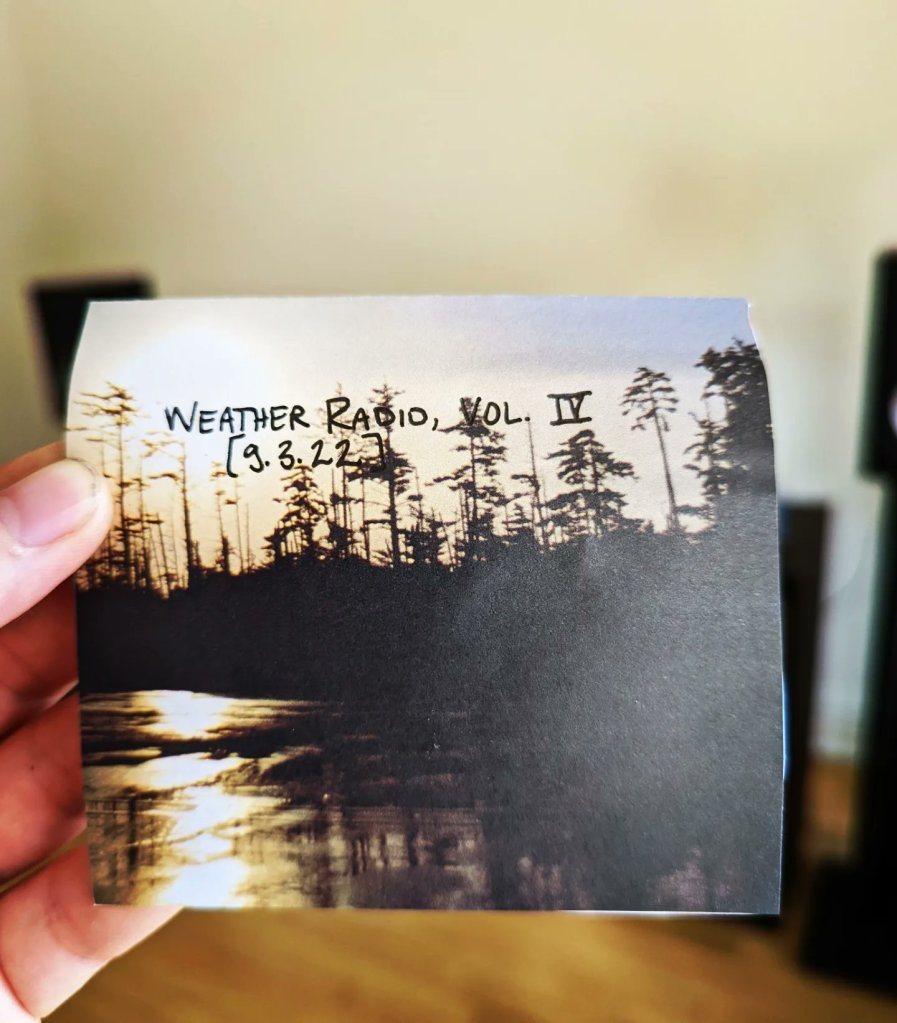 WEATHER RADIO, VOL. IV
[9.3.22]